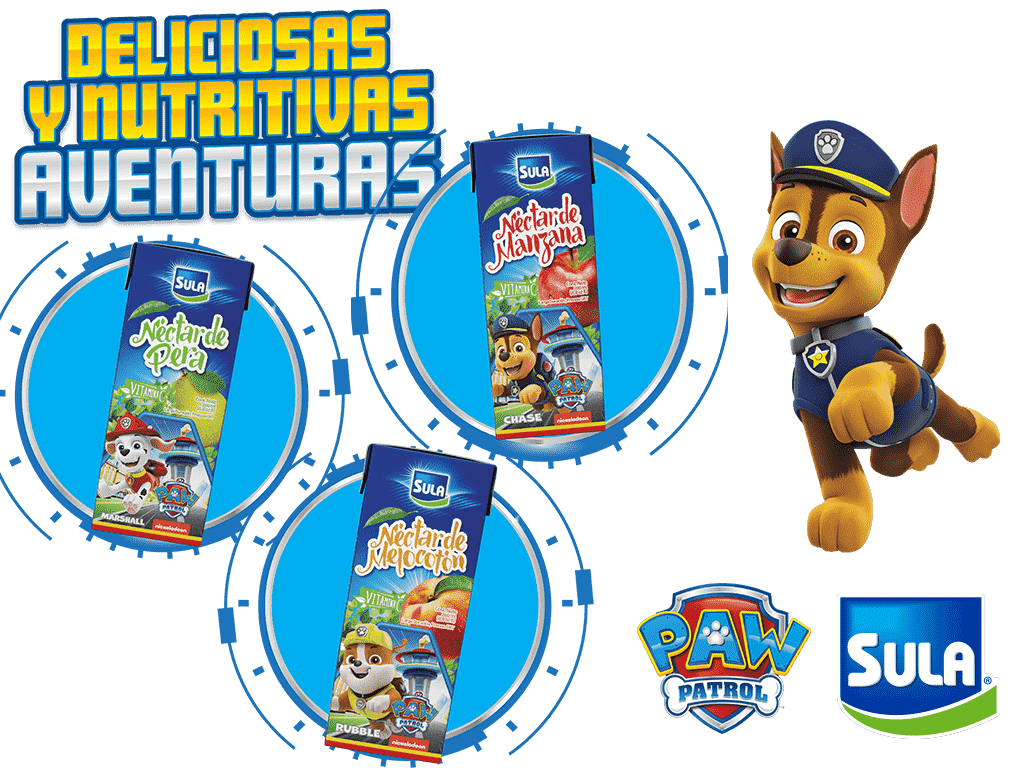 DELICIOSAS
Y NUTRITIVAS
AVENTURAS
SULA
Néctar de
Manzana
VITAMINA C
PAW
PATROL
CHASE
nickelodeon
SULA
Néctar de
Pera
VITAMINA C
PAW
PATROL
MARSHALL
nickelodeon
SULA
Néctar de
Melocotón
VITAMINA C
PAW
PATROL
RUBBLE
nickelodeon
PAW
PATROL
SULA®